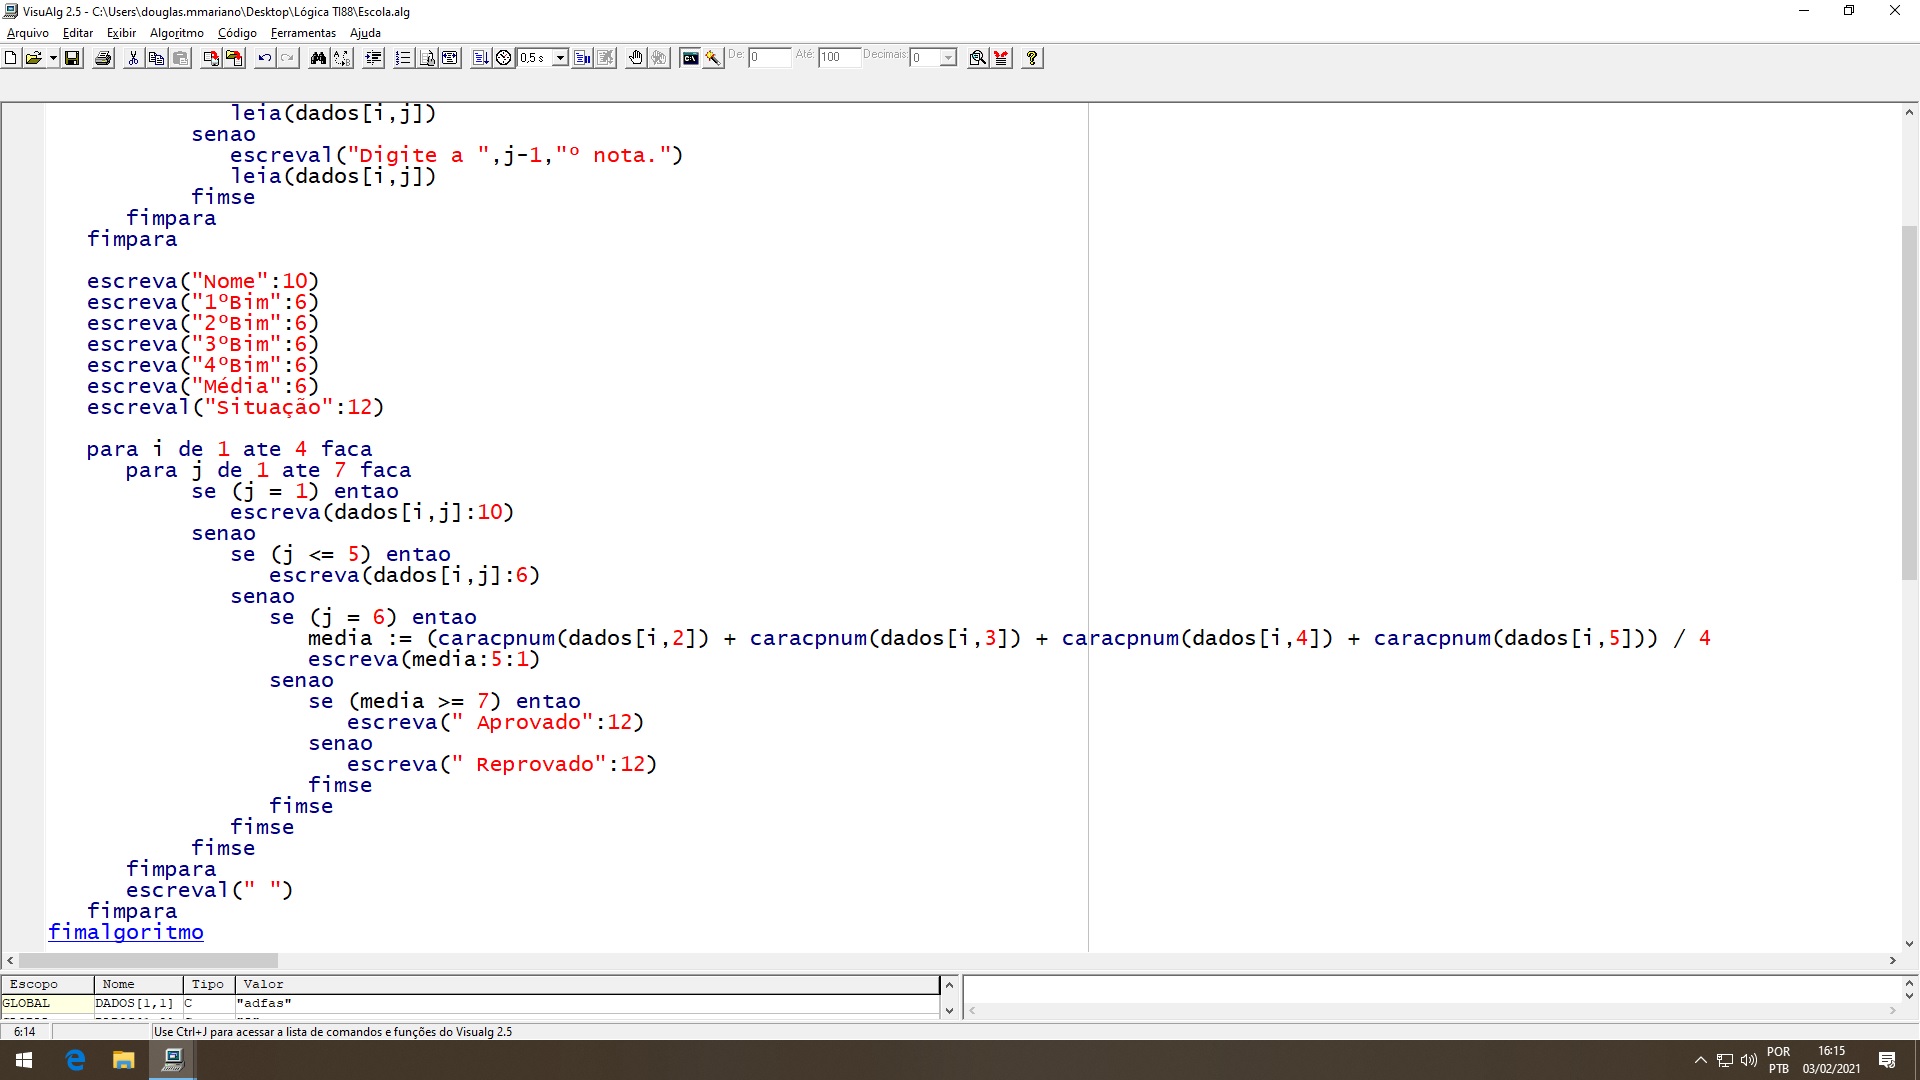 VisuAlg 2.5 - C:\Users\douglas.mmariano\Desktop\Lógica TI88\Escola.alg
Arquivo Editar Exibir Algoritmo Código Ferramentas Ajuda
0,5 s De: 0 Até: 100 Decimais: 0
leia(dados[i,j])
senao
escreval("Digite a ",j-1,"º nota.")
leia(dados[i,j])
fimse
fimpara
fimpara
escreva("Nome":10)
escreva("1ºBim":6)
escreva("2ºBim":6)
escreva("3ºBim":6)
escreva("4ºBim":6)
escreva("Média":6)
escreval("Situação":12)
para i de 1 ate 4 faca
para j de 1 ate 7 faca
se (j = 1) entao
escreva(dados[i,j]:10)
senao
se (j <= 5) entao
escreva(dados[i,j]:6)
senao
se (j = 6) entao
media := (caracpnum(dados[i,2]) + caracpnum(dados[i,3]) + caracpnum(dados[i,4]) + caracpnum(dados[i,5])) / 4
escreva(media:5:1)
senao
se (media >= 7) entao
escreva(" Aprovado":12)
senao
escreva(" Reprovado":12)
fimse
fimse
fimse
fimse
fimpara
escreval(" ")
fimpara
fimalgoritmo
Escopo Nome Tipo Valor
GLOBAL DADOS[1,1] C "adfas"
6:14 Use Ctrl+J para acessar a lista de comandos e funções do Visualg 2.5
POR 16:15
PTB 03/02/2021